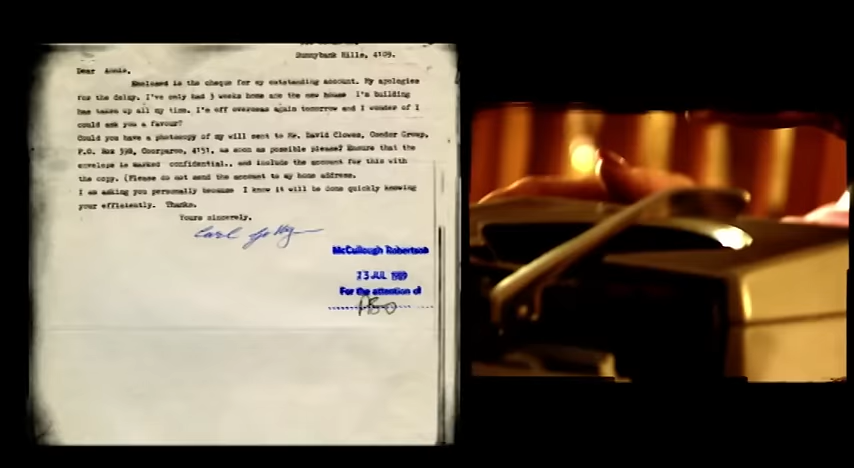 Sunnybank Hills, 4109.
Dear Annie,
Enclosed is the cheque for my outstanding account. My apologies
for the delay. I've only had 3 weeks home and the new house I'm building
has taken up all my time. I'm off overseas again tomorrow and I wonder if I
could ask you a favour?
Could you have a photocopy of my will sent to Mr. David Clowes, Condor Group,
P.O. Box 398, Coorparoo, 4151, as soon as possible please? Ensure that the
envelope is marked confidential.. and include the account for this with
the copy. (Please do not send the account to my home address.
I am asking you personally because I know it will be done quickly knowing
your efficiently. Thanks.
Yours sincerely,
Carl
McCullough Robertson
23 JUL 1989
For the attention of